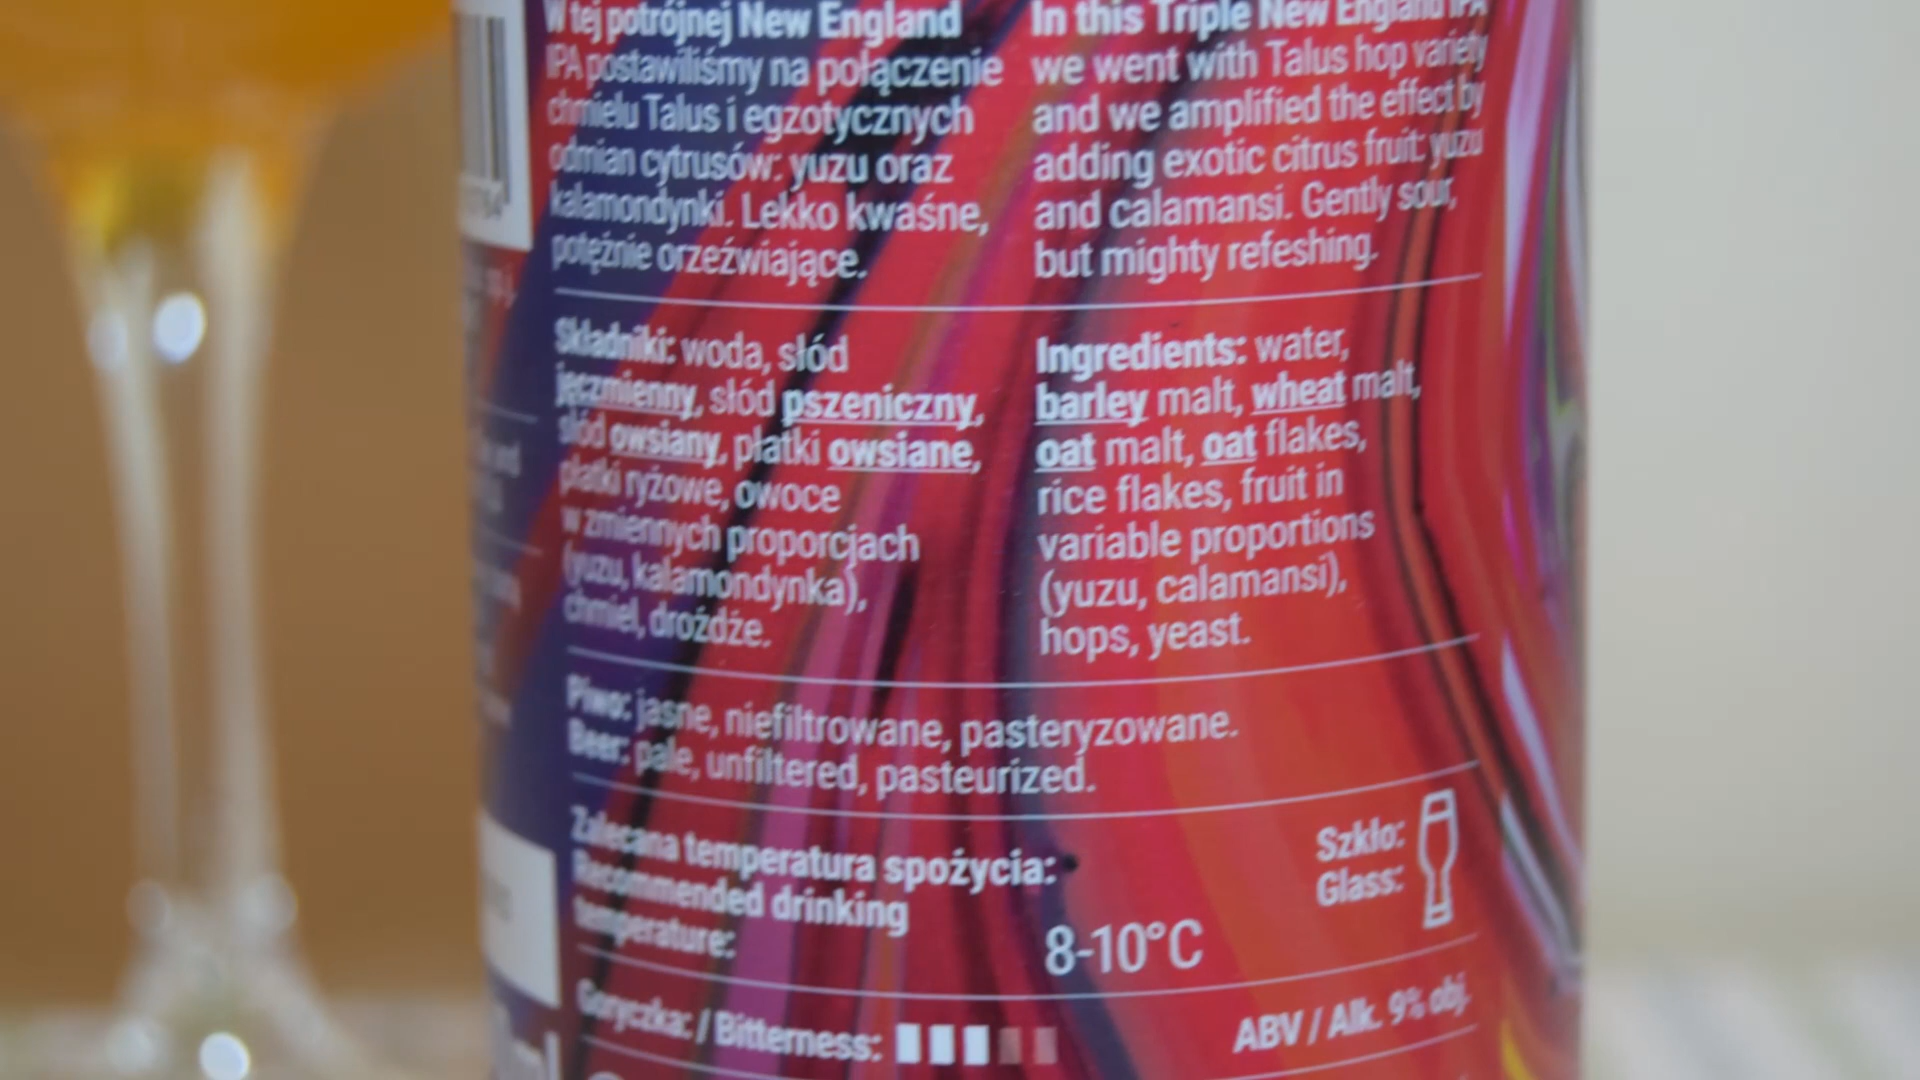 W tej potrójnej New England
IPA postawiliśmy na połączenie
chmielu Talus i egzotycznych
odmian cytrusów: yuzu oraz
kalamondynki. Lekko kwaśne,
potężnie orzeźwiające.
In this Triple New England IPA
we went with Talus hop variety
and we amplified the effect by
adding exotic citrus fruit: yuzu
and calamansi. Gently sour,
but mighty refeshing.
Składniki: woda, słód
jęczmienny, słód pszeniczny,
słód owsiany, płatki owsiane,
płatki ryżowe, owoce
w zmiennych proporcjach
(yuzu, kalamondynka),
chmiel, drożdże.
Ingredients: water,
barley malt, wheat malt,
oat malt, oat flakes,
rice flakes, fruit in
variable proportions
(yuzu, calamansi),
hops, yeast.
Piwo: jasne, niefiltrowane, pasteryzowane.
Beer: pale, unfiltered, pasteurized.
Zalecana temperatura spożycia:
Recommended drinking
temperature:
8-10°C
Szkło:
Glass:
Goryczka: / Bitterness:
ABV / Alk. 9% obj.